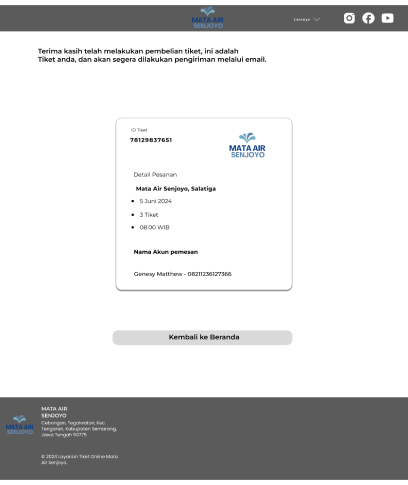 MATA AIR
SENJOYO
Lainnya
Terima kasih telah melakukan pembelian tiket, ini adalah
Tiket anda, dan akan segera dilakukan pengiriman melalui email.
ID Tiket
78129837651
MATA AIR
SENJOYO
Detail Pesanan
Mata Air Senjoyo, Salatiga
• 5 Juni 2024
• 3 Tiket
• 08.00 WIB
Nama Akun pemesan
Genesy Matthew - 08211236127366
Kembali ke Beranda
MATA AIR
SENJOYO
MATA AIR
SENJOYO
Cebongan, Tegalwaton, Kec.
Tengaran, Kabupaten Semarang,
Jawa Tengah 50775
© 2024 Layanan Tiket Online Mata
Air Senjoyo.